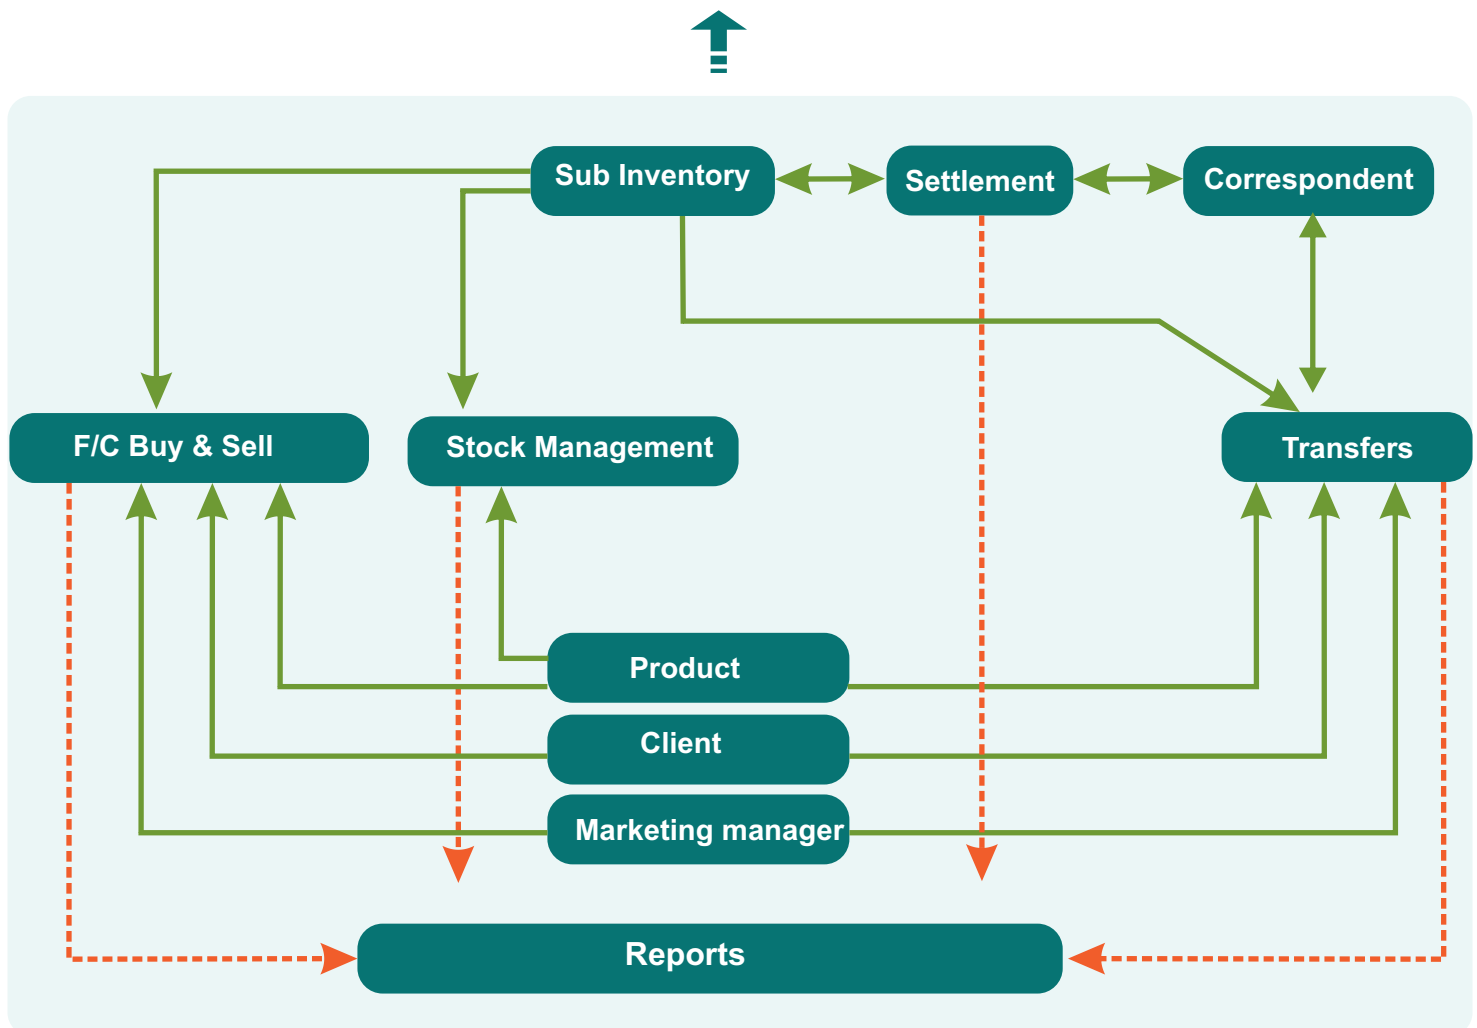 Sub Inventory
Settlement
Correspondent
F/C Buy & Sell
Stock Management
Transfers
Product
Client
Marketing manager
Reports